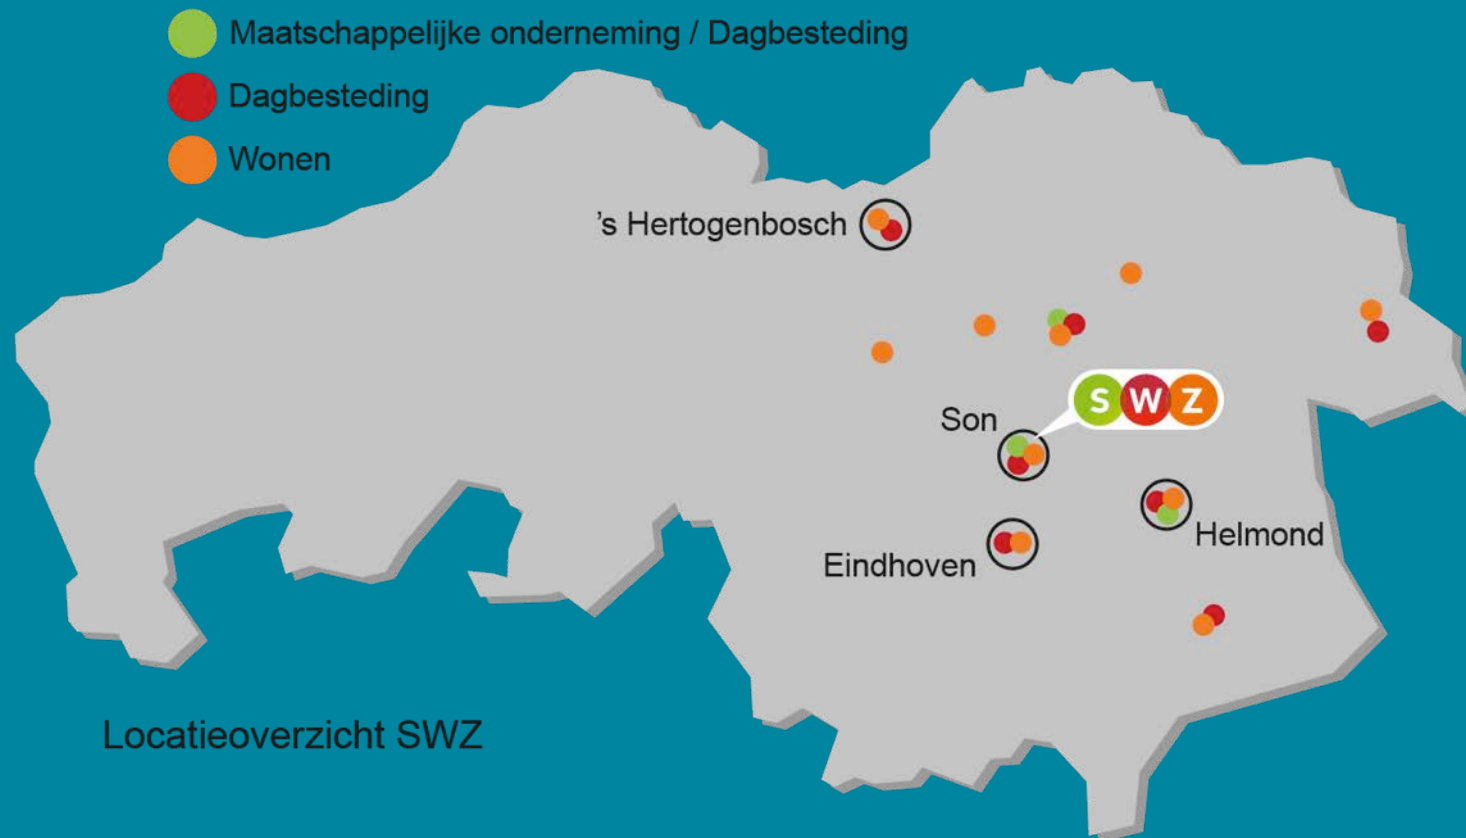 Maatschappelijke onderneming / Dagbesteding
Dagbesteding
Wonen
’s Hertogenbosch
SWZ
Son
Helmond
Eindhoven
Locatieoverzicht SWZ